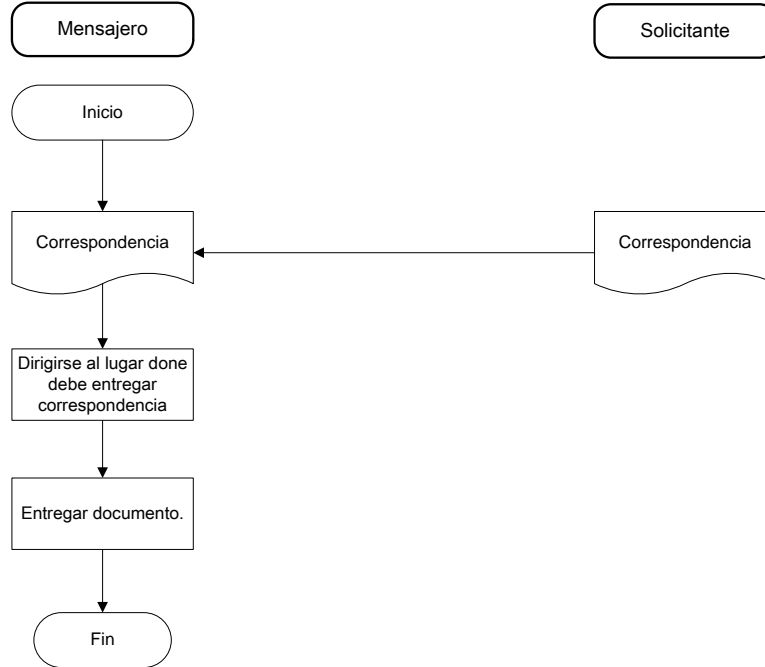 Mensajero
Solicitante
Inicio
Correspondencia
Correspondencia
Dirigirse al lugar done
debe entregar
correspondencia
Entregar documento.
Fin